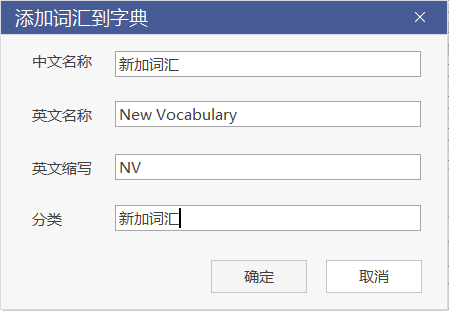 添加词汇到字典
中文名称 新加词汇
英文名称 New Vocabulary
英文缩写 NV
分类 新加词汇
确定 取消